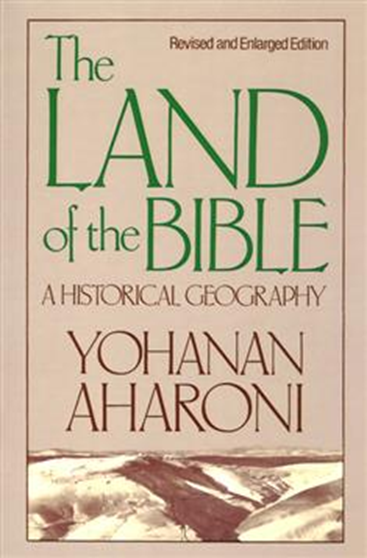 Revised and Enlarged Edition
The
LAND
of the BIBLE
A HISTORICAL GEOGRAPHY
YOHANAN
AHARONI